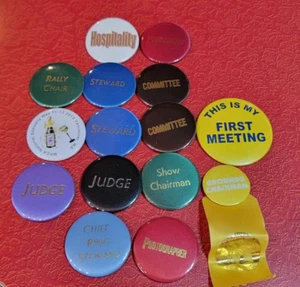 Hospitality
RALLY
CHAIR
STEWARD
COMMITTEE
STEWARD
COMMITTEE
THIS IS MY
FIRST
MEETING
JUDGE
JUDGE
Show
Chairman
CHAIRMAN
CHIEF
RING
STEWARD
PHOTOGRAPHER